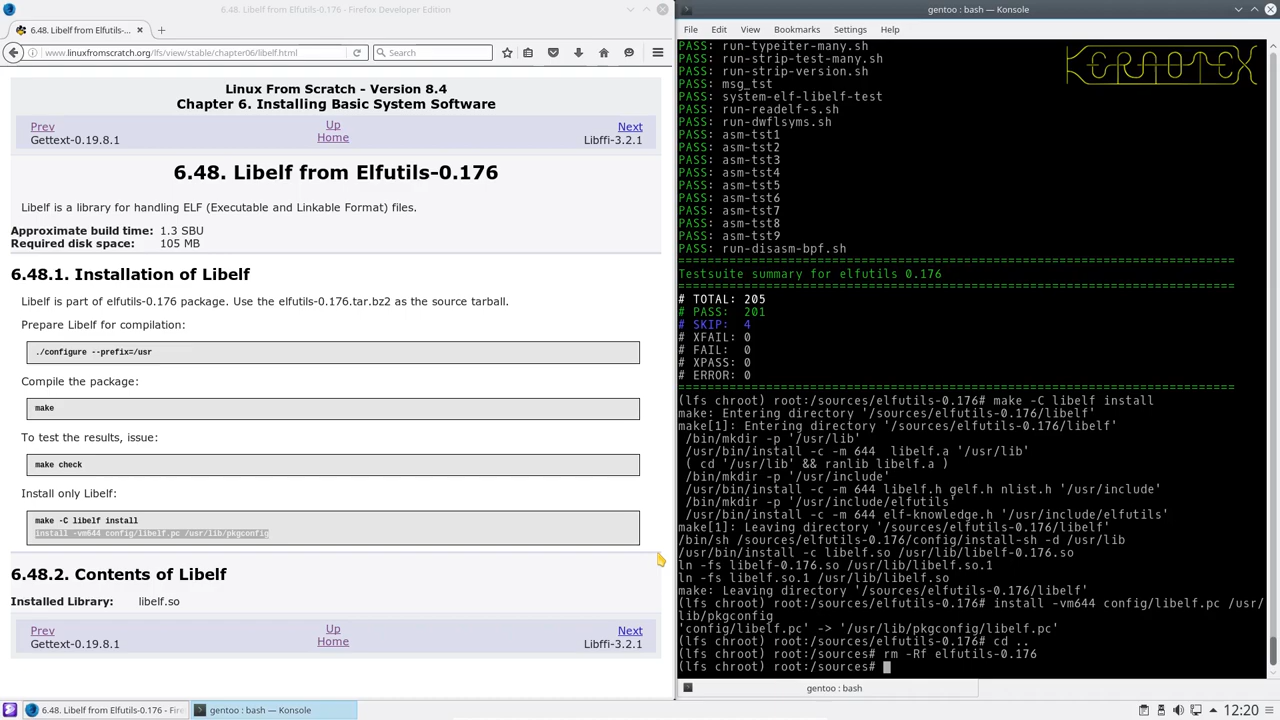 6.48. Libelf from Elfutils-0.176 - Firefox Developer Edition
6.48. Libelf from Elfutils-
www.linuxfromscratch.org/lfs/view/stable/chapter06/libelf.html
Search
Linux From Scratch - Version 8.4
Chapter 6. Installing Basic System Software
Prev
Up
Next
Gettext-0.19.8.1
Home
Libffi-3.2.1
6.48. Libelf from Elfutils-0.176
library for handling ELF (Executable and Linkable Format) files.
Approximate build time: 1.3 SBU
Required disk space: 105 MB
6.48.1. Installation of Libelf
Libelf is part of elfutils-0.176 package. Use the elfutils-0.176.tar.bz2 as the source tarball.
Prepare Libelf for compilation:
./configure --prefix=/usr
Compile the package:
make
To test the results, issue:
make check
Install only Libelf:
make -C libelf install
install -vm644 config/libelf.pc /usr/lib/pkgconfig
6.48.2. Contents of Libelf
Installed Library: libelf.so
Prev
Up
Next
Gettext-0.19.8.1
Home
Libffi-3.2.1
gentoo : bash — Konsole
File Edit View Bookmarks Settings Help
KERNOTEX
PASS: run-typeiter-many.sh
PASS: run-strip-test-many.sh
PASS: run-strip-version.sh
PASS: msg_tst
PASS: system-elf-libelf-test
PASS: run-readelf-s.sh
PASS: run-dwflsyms.sh
PASS: asm-tst1
PASS: asm-tst2
PASS: asm-tst3
PASS: asm-tst4
PASS: asm-tst5
PASS: asm-tst6
PASS: asm-tst7
PASS: asm-tst8
PASS: asm-tst9
PASS: run-disasm-bpf.sh
============================================================================
Testsuite summary for elfutils 0.176
============================================================================
# TOTAL: 205
# PASS:  201
# SKIP:  4
# XFAIL: 0
# FAIL:  0
# XPASS: 0
# ERROR: 0
============================================================================
(lfs chroot) root:/sources/elfutils-0.176# make -C libelf install
make: Entering directory '/sources/elfutils-0.176/libelf'
make[1]: Entering directory '/sources/elfutils-0.176/libelf'
 /bin/mkdir -p '/usr/lib'
 /usr/bin/install -c -m 644  libelf.a '/usr/lib'
 ( cd '/usr/lib' && ranlib libelf.a )
 /bin/mkdir -p '/usr/include'
 /usr/bin/install -c -m 644 libelf.h gelf.h nlist.h '/usr/include'
 /bin/mkdir -p '/usr/include/elfutils'
 /usr/bin/install -c -m 644 elf-knowledge.h '/usr/include/elfutils'
make[1]: Leaving directory '/sources/elfutils-0.176/libelf'
/bin/sh /sources/elfutils-0.176/config/install-sh -d /usr/lib
/usr/bin/install -c libelf.so /usr/lib/libelf-0.176.so
ln -fs libelf-0.176.so /usr/lib/libelf.so.1
ln -fs libelf.so.1 /usr/lib/libelf.so
make: Leaving directory '/sources/elfutils-0.176/libelf'
(lfs chroot) root:/sources/elfutils-0.176# install -vm644 config/libelf.pc /usr/
lib/pkgconfig
'config/libelf.pc' -> '/usr/lib/pkgconfig/libelf.pc'
(lfs chroot) root:/sources/elfutils-0.176# cd ..
(lfs chroot) root:/sources# rm -Rf elfutils-0.176
(lfs chroot) root:/sources#
gentoo : bash
6.48. Libelf from Elfutils-0.176 - Fire
gentoo : bash — Konsole
12:20